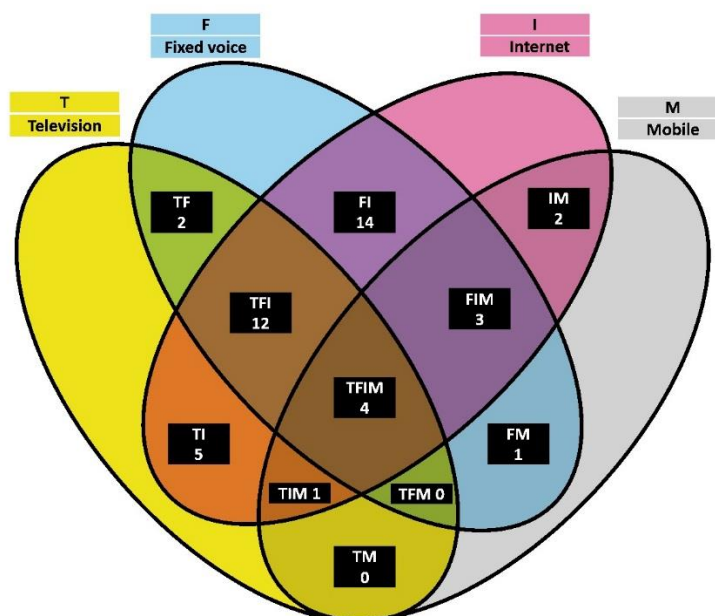 F
Fixed voice
I
Internet
T
Television
M
Mobile
TF
2
FI
14
IM
2
TFI
12
FIM
3
TFIM
4
TI
5
FM
1
TIM 1
TFM 0
TM
0